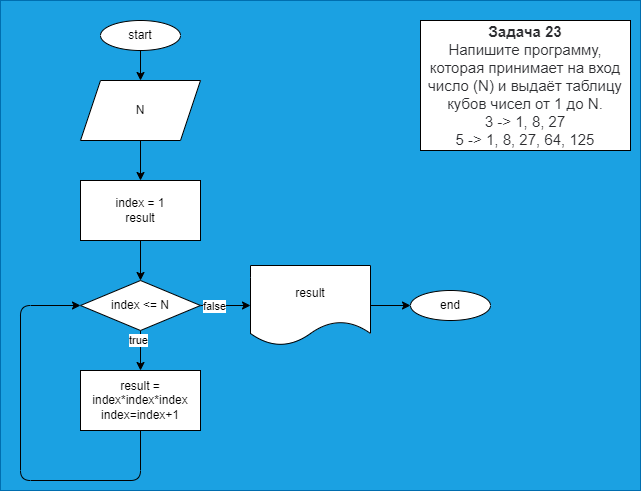 start
Задача 23
Напишите программу,
которая принимает на вход
число (N) и выдаёт таблицу
кубов чисел от 1 до N.
3 -> 1, 8, 27
5 -> 1, 8, 27, 64, 125
N
index = 1
result
index <= N
false
result
end
true
result =
index*index*index
index=index+1